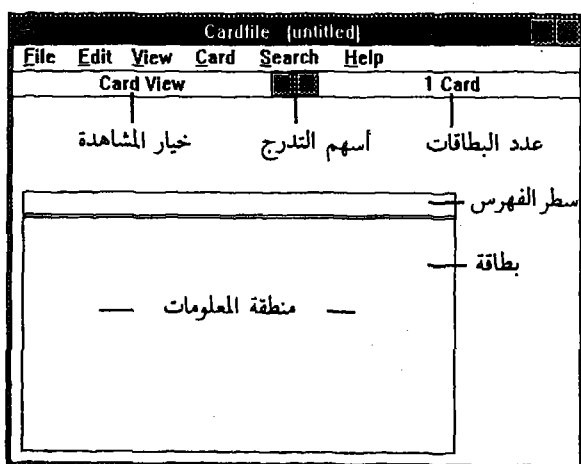 Cardfile (untitled)
File Edit View Card Search Help
Card View 1 Card
خيار المشاهدة أسهم التدرج عدد البطاقات
سطر الفهرس
بطاقة
منطقة المعلومات